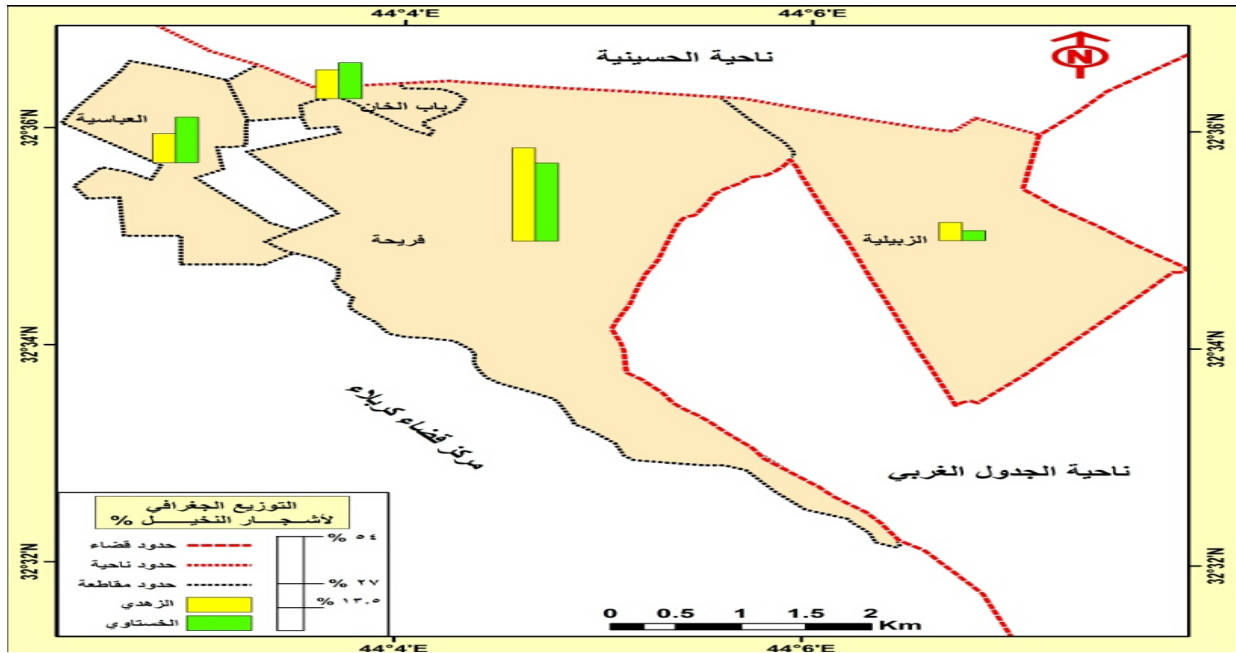 44°4'E
44°6'E
ناحية الحسينية
N
باب الخان
العباسية
32°36'N
32°36'N
فريحة
الزبيلية
32°34'N
32°34'N
مركز قضاء كربلاء
ناحية الجدول الغربي
التوزيع الجغرافي
لأشجار النخيل %
حدود قضاء
حدود ناحية
حدود مقاطعة
الزهدي
الخستاوي
٥٤ %
٢٧ %
١٣.٥ %
32°32'N
32°32'N
0 0.5 1 1.5 2
Km
44°4'E
44°6'E